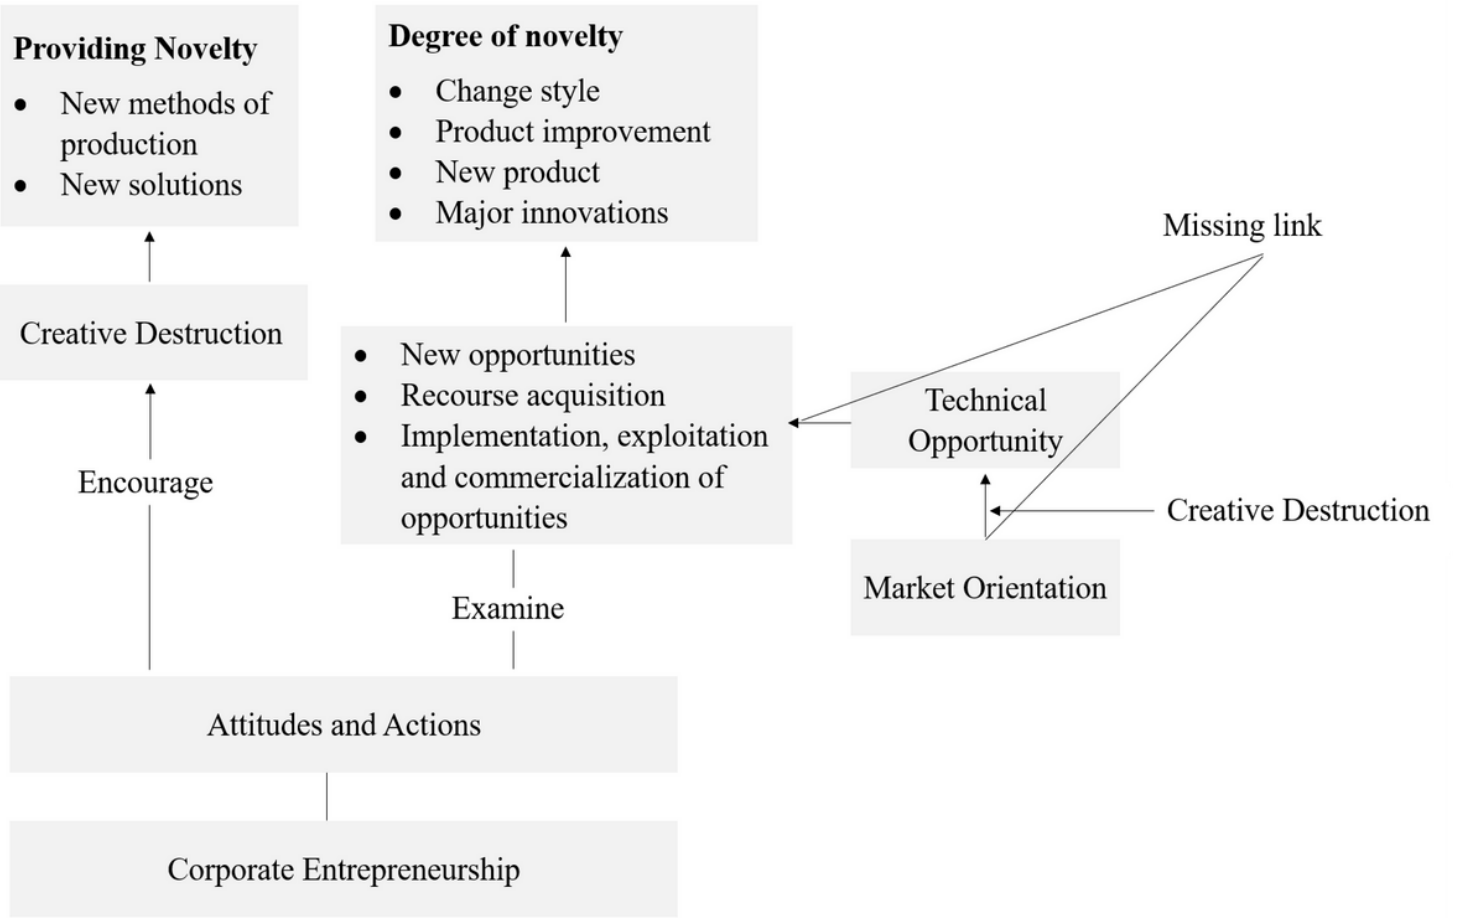 Providing Novelty
• New methods of
production
• New solutions
Degree of novelty
• Change style
• Product improvement
• New product
• Major innovations
Missing link
Creative Destruction
• New opportunities
• Recourse acquisition
• Implementation, exploitation
and commercialization of
opportunities
Technical
Opportunity
Encourage
Creative Destruction
Market Orientation
Examine
Attitudes and Actions
Corporate Entrepreneurship